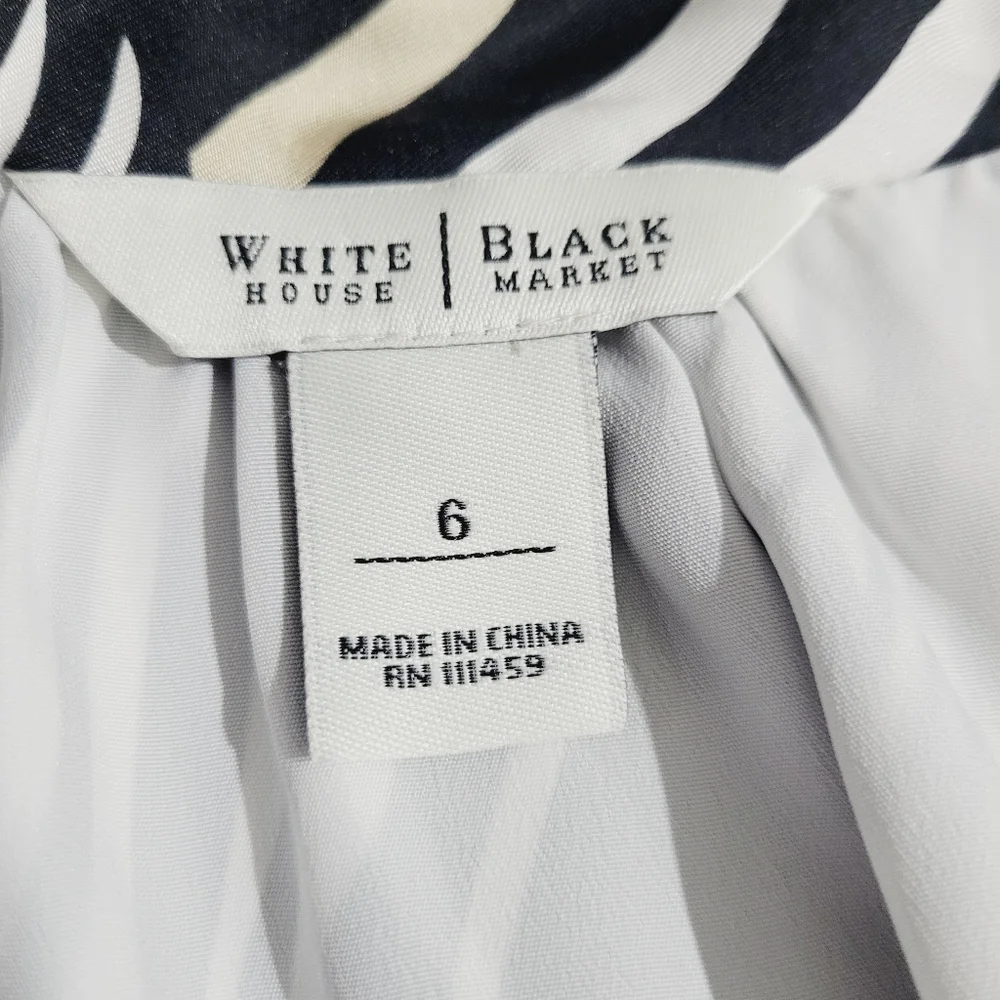 WHITE HOUSE | BLACK MARKET
6
MADE IN CHINA
RN 111459